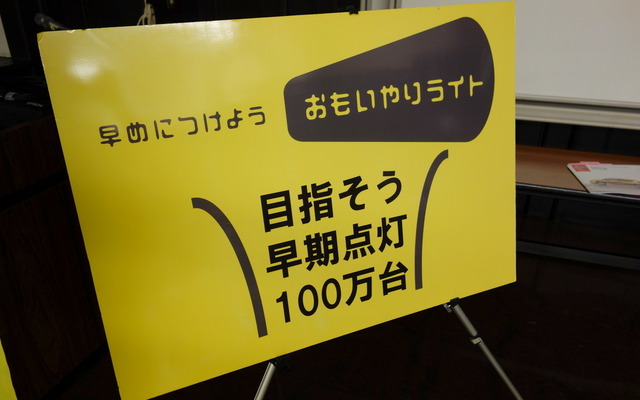 早めにつけよう
おもいやりライト
目指そう
早期点灯
100万台